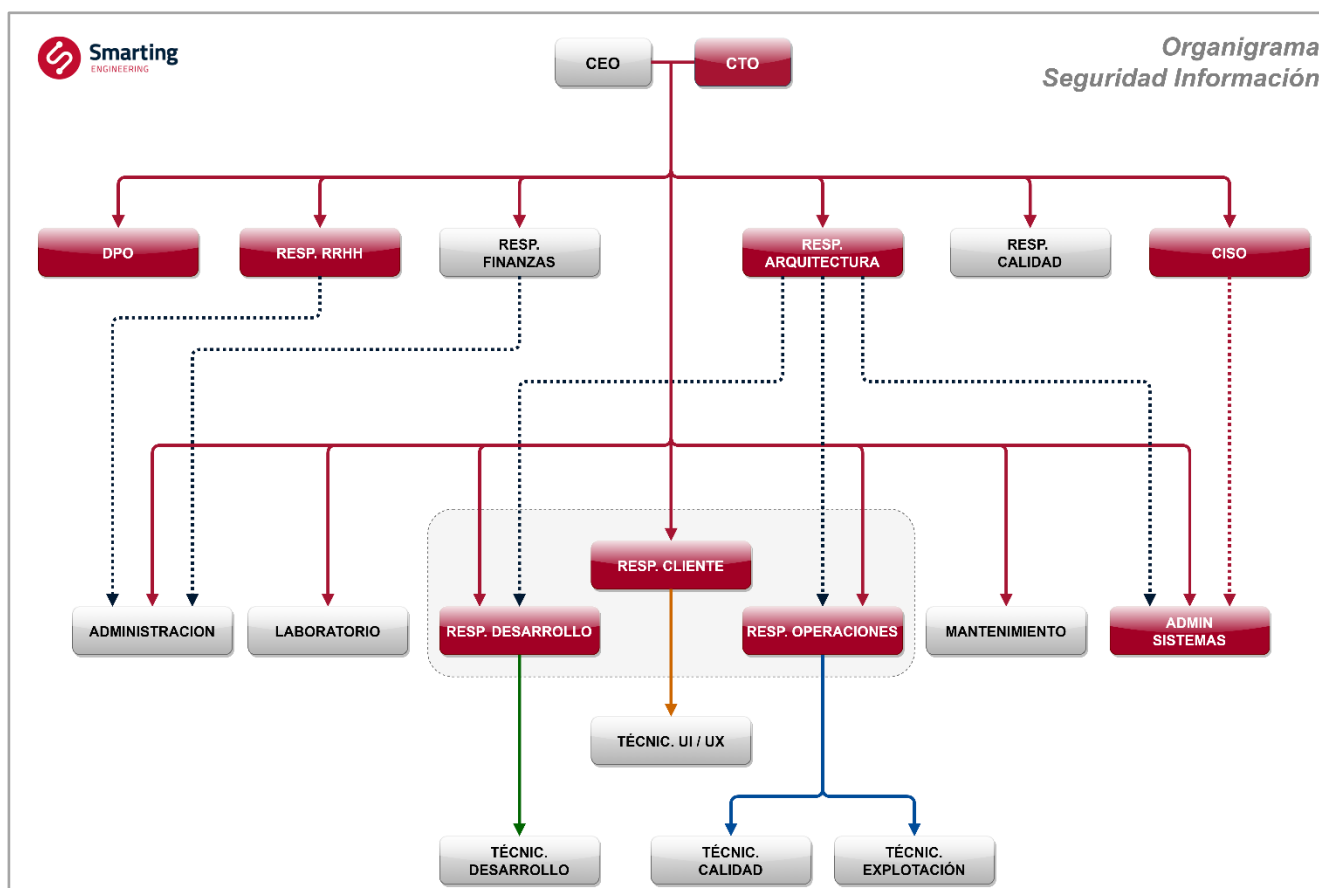 Smarting
ENGINEERING
CEO
CTO
Organigrama
Seguridad Información
DPO
RESP. RRHH
RESP.
FINANZAS
RESP.
ARQUITECTURA
RESP.
CALIDAD
CISO
RESP. CLIENTE
ADMINISTRACION
LABORATORIO
RESP. DESARROLLO
RESP. OPERACIONES
MANTENIMIENTO
ADMIN
SISTEMAS
TÉCNIC. UI / UX
TÉCNIC.
DESARROLLO
TÉCNIC.
CALIDAD
TÉCNIC.
EXPLOTACIÓN